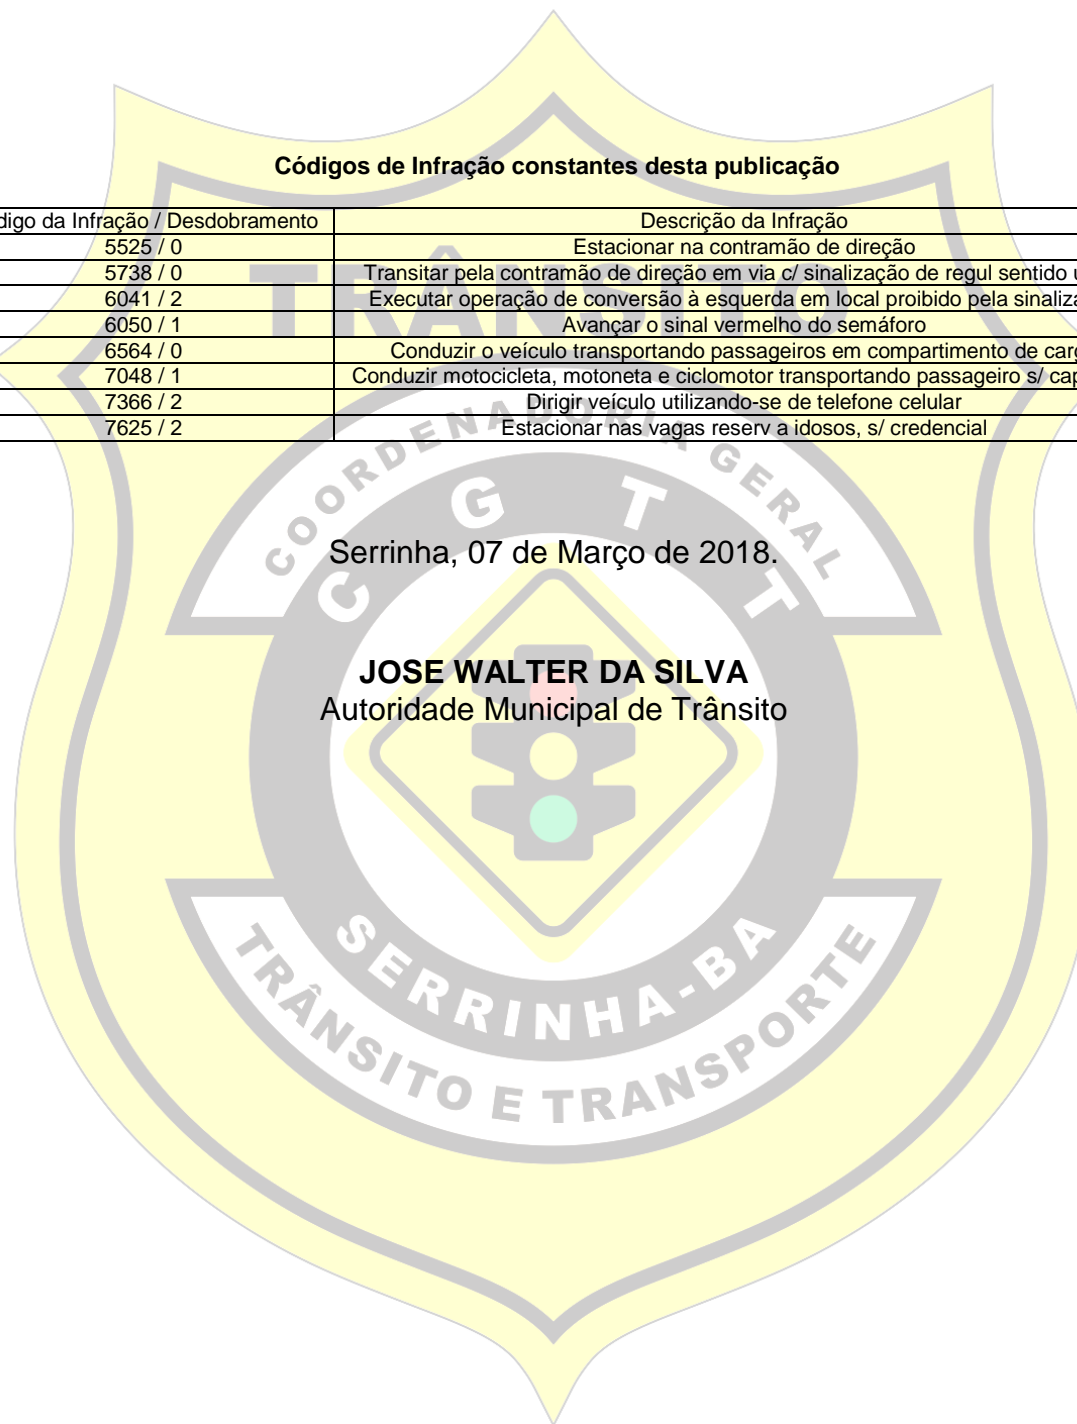 Códigos de Infração constantes desta publicação
digo da Infração / Desdobramento Descrição da Infração
5525 / 0 Estacionar na contramão de direção
5738 / 0 Transitar pela contramão de direção em via c/ sinalização de regul sentido
6041 / 2 Executar operação de conversão à esquerda em local proibido pela
6050 / 1 Avançar o sinal vermelho do semáforo
6564 / 0 Conduzir o veículo transportando passageiros em compartimento de
7048 / 1 Conduzir motocicleta, motoneta e ciclomotor transportando passageiro s/
7366 / 2 Dirigir veículo utilizando-se de telefone celular
7625 / 2 Estacionar nas vagas reserv a idosos, s/ credencial
TRÂNSITO
COORDENADORIA GERAL
C G T T
Serrinha, 07 de Março de 2018.
JOSE WALTER DA SILVA
Autoridade Municipal de Trânsito
SERRINHA-BA
TRÂNSITO E TRANSPORTE